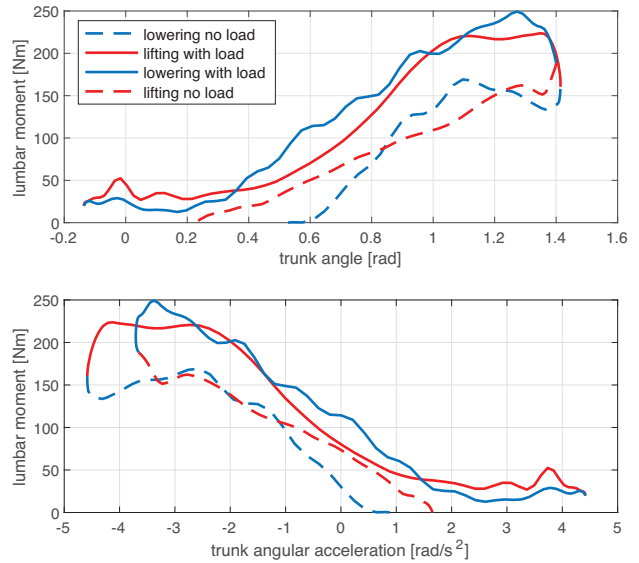 250
200
150
100
50
0
lumbar moment [Nm]
lowering no load
lifting with load
lowering with load
lifting no load
-0.2 0 0.2 0.4 0.6 0.8 1 1.2 1.4 1.6
trunk angle [rad]
250
200
150
100
50
0
lumbar moment [Nm]
-5 -4 -3 -2 -1 0 1 2 3 4 5
trunk angular acceleration [rad/s²]